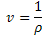 v = 1/ρ